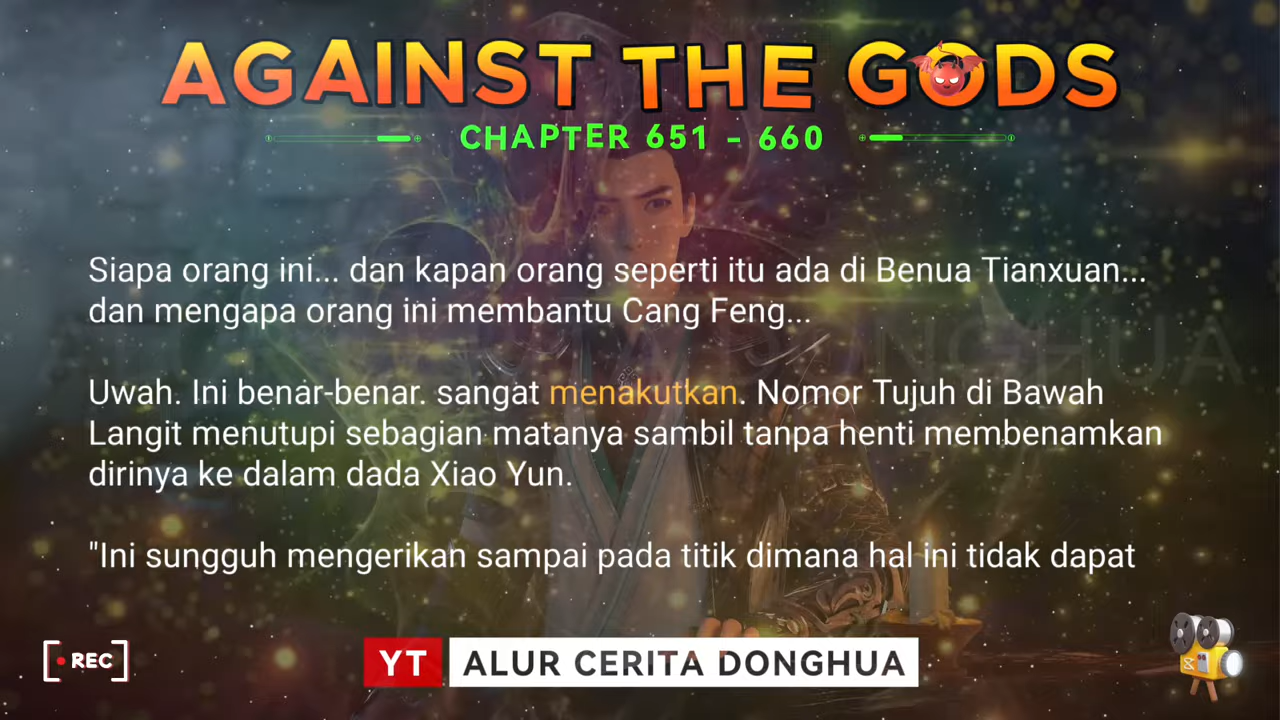 AGAINST THE GODS
CHAPTER 651 - 660
Siapa orang ini... dan kapan orang seperti itu ada di Benua Tianxuan...
dan mengapa orang ini membantu Cang Feng...
Uwah. Ini benar-benar. sangat menakutkan. Nomor Tujuh di Bawah
Langit menutupi sebagian matanya sambil tanpa henti membenamkan
dirinya ke dalam dada Xiao Yun.
"Ini sungguh mengerikan sampai pada titik dimana hal ini tidak dapat
REC
YT ALUR CERITA DONGHUA